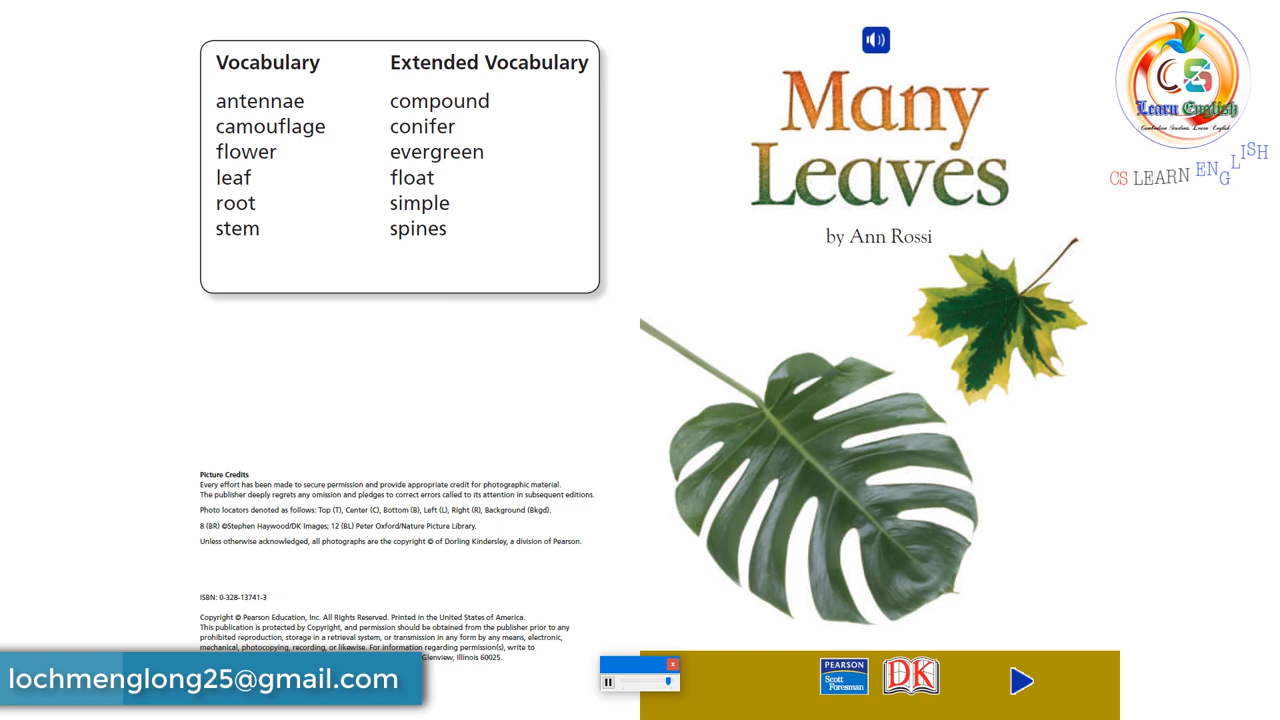 Vocabulary
antennae
camouflage
flower
leaf
root
stem
Extended Vocabulary
compound
conifer
evergreen
float
simple
spines
Picture Credits
Every effort has been made to secure permission and provide appropriate credit for photographic material.
The publisher deeply regrets any omission and pledges to correct errors called to its attention in subsequent editions.
Photo locators denoted as follows: Top (T), Center (C), Bottom (B), Left (L), Right (R), Background (Bkgd).
8 (BR) ©Stephen Haywood/DK Images; 12 (BL) Peter Oxford/Nature Picture Library.
Unless otherwise acknowledged, all photographs are the copyright © of Dorling Kindersley, a division of Pearson.
ISBN: 0-328-13741-3
Copyright © Pearson Education, Inc. All Rights Reserved. Printed in the United States of America.
This publication is protected by Copyright, and permission should be obtained from the publisher prior to any
prohibited reproduction, storage in a retrieval system, or transmission in any form by any means, electronic,
mechanical, photocopying, recording, or likewise. For information regarding permission(s), write to
Glenview, Illinois 60025.
lochmenglong25@gmail.com
Many
Leaves
by Ann Rossi
PEARSON
Scott
Foresman
DK
CS
Learn English
Cambodian Students Learn English
CS LEARN ENGLISH